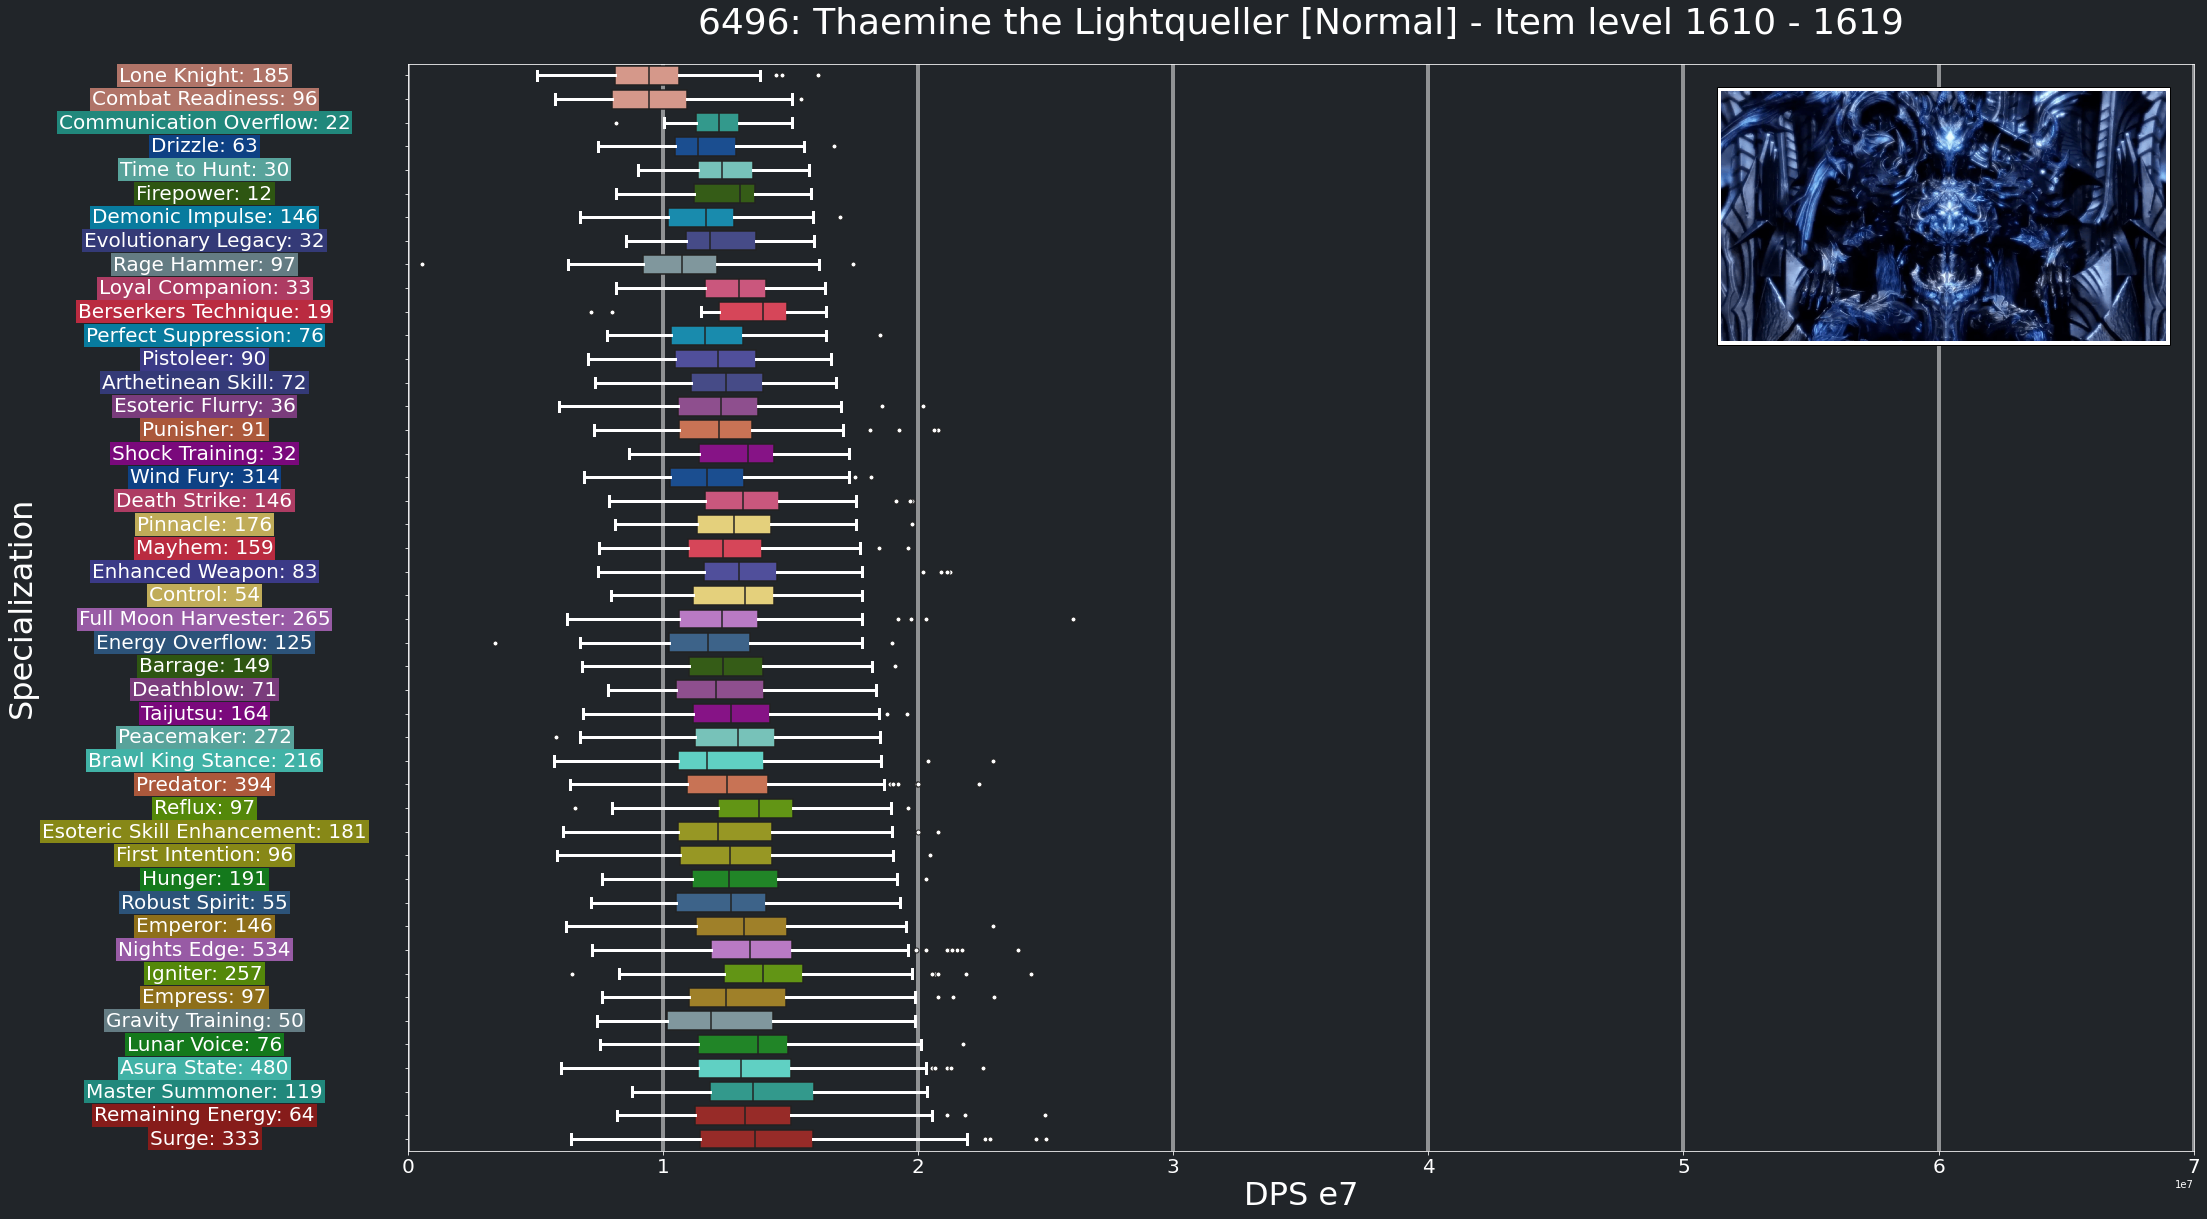 6496: Thaemine the Lightqueller [Normal] - Item level 1610 - 1619
Specialization
Lone Knight: 185
Combat Readiness: 96
Communication Overflow: 22
Drizzle: 63
Time to Hunt: 30
Firepower: 12
Demonic Impulse: 146
Evolutionary Legacy: 32
Rage Hammer: 97
Loyal Companion: 33
Berserkers Technique: 19
Perfect Suppression: 76
Pistoleer: 90
Arthetinean Skill: 72
Esoteric Flurry: 36
Punisher: 91
Shock Training: 32
Wind Fury: 314
Death Strike: 146
Pinnacle: 176
Mayhem: 159
Enhanced Weapon: 83
Control: 54
Full Moon Harvester: 265
Energy Overflow: 125
Barrage: 149
Deathblow: 71
Taijutsu: 164
Peacemaker: 272
Brawl King Stance: 216
Predator: 394
Reflux: 97
Esoteric Skill Enhancement: 181
First Intention: 96
Hunger: 191
Robust Spirit: 55
Emperor: 146
Nights Edge: 534
Igniter: 257
Empress: 97
Gravity Training: 50
Lunar Voice: 76
Asura State: 480
Master Summoner: 119
Remaining Energy: 64
Surge: 333
0 1 2 3 4 5 6 7
1e7
DPS e7